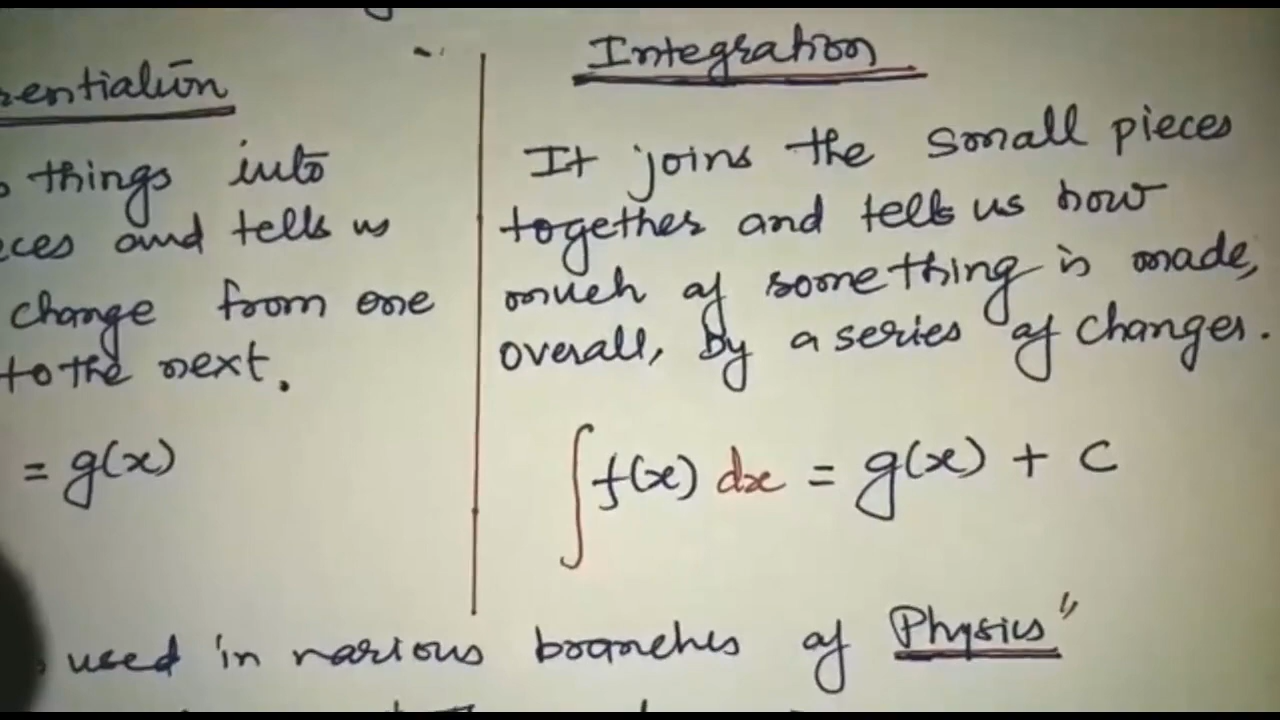 rentiation
things into
eces and tells us
change from one
to the next.
= g(x)
Integration
It joins the small pieces
together and tells us how
much of something is made,
overall, by a series of changes.
∫ f(x) dx = g(x) + c
used in various branches of Physics"